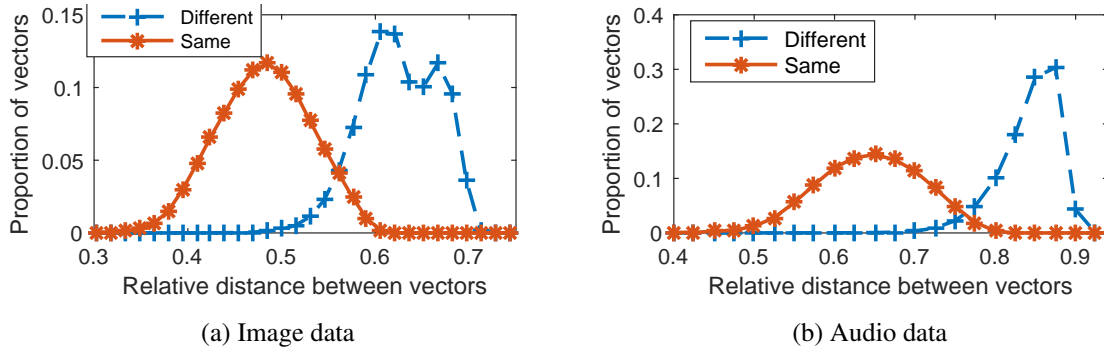 0.15
0.1
0.05
0
Proportion of vectors
Different
Same
0.3 0.4 0.5 0.6 0.7
Relative distance between vectors
(a) Image data
0.4
0.3
0.2
0.1
0
Proportion of vectors
Different
Same
0.4 0.5 0.6 0.7 0.8 0.9
Relative distance between vectors
(b) Audio data